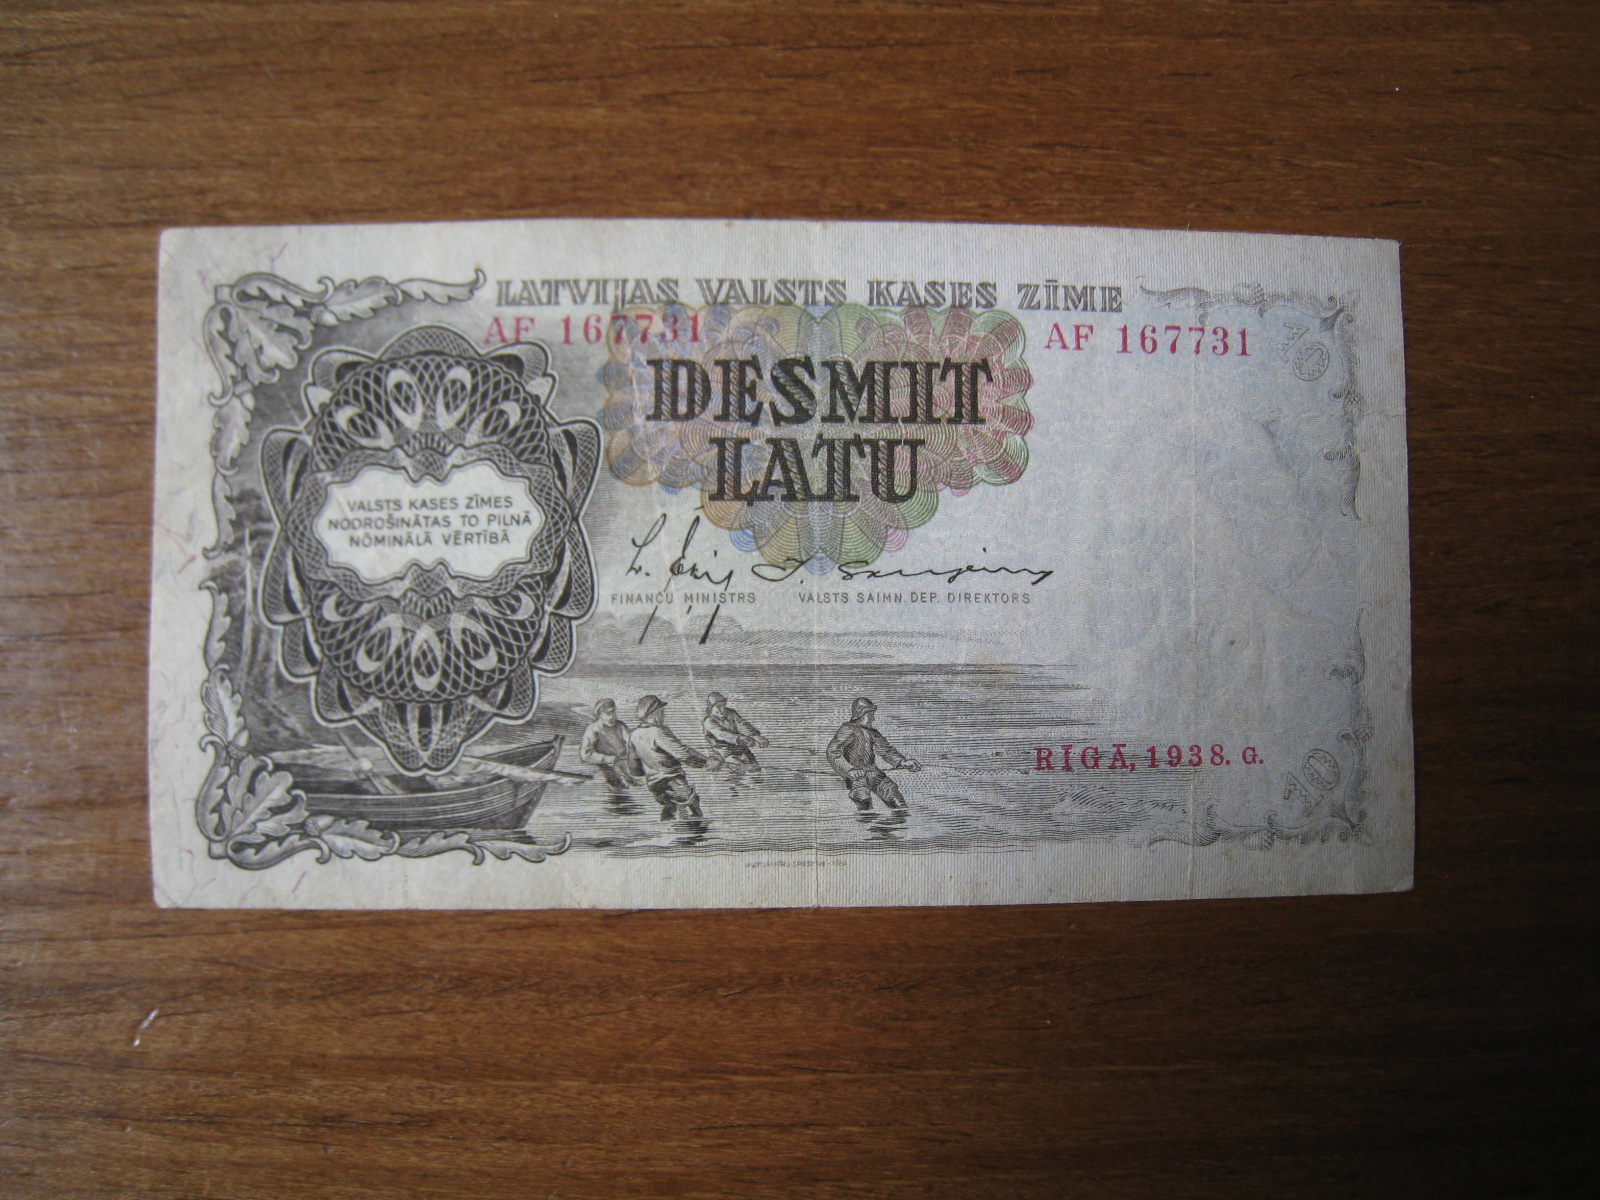 LATVIJAS VALSTS KASES ZĪME
AF 167731
AF 167731
DESMIT
LATU
VALSTS KASES ZĪMES
NODROŠINĀTAS TO PILNĀ
NŌMINĀLĀ VĒRTĪBĀ
FINANČU MINISTRS
VALSTS SAIMN. DEP. DIREKTORS
RĪGĀ, 1938. G.